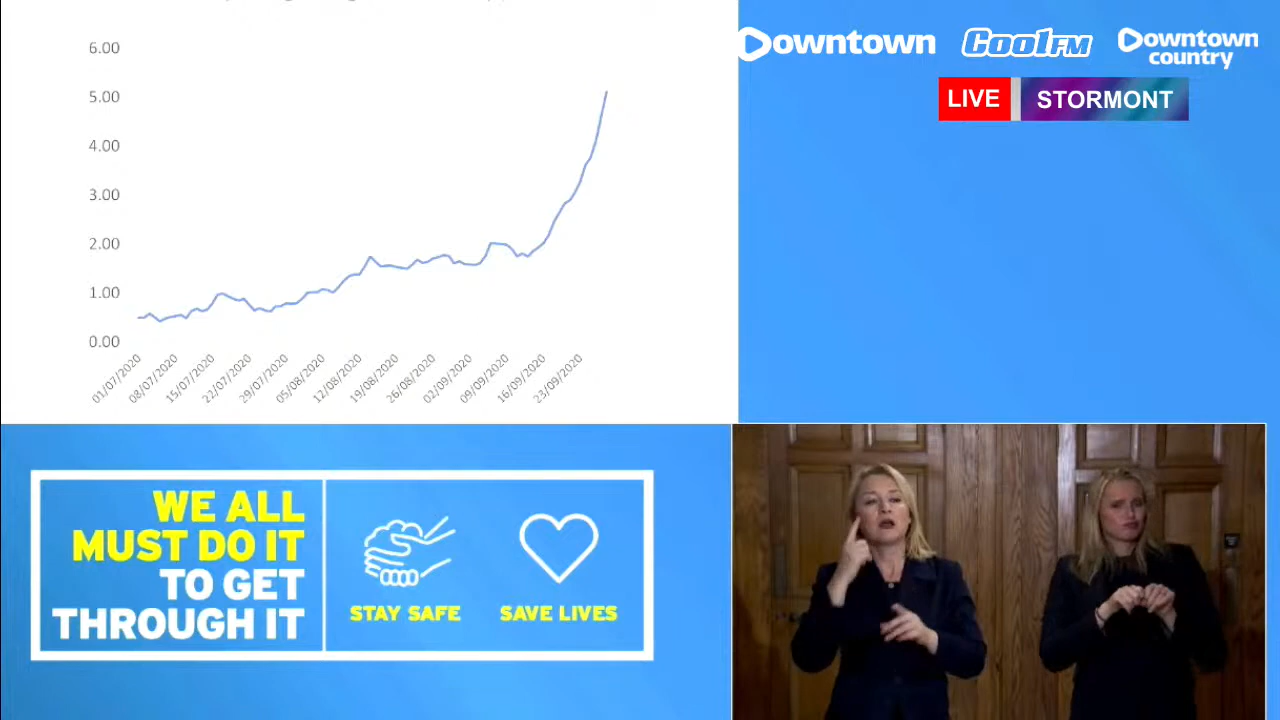 Downtown
Cool FM
Downtown
country
LIVE
STORMONT
6.00
5.00
4.00
3.00
2.00
1.00
0.00
01/07/2020
08/07/2020
15/07/2020
22/07/2020
29/07/2020
05/08/2020
12/08/2020
19/08/2020
26/08/2020
02/09/2020
09/09/2020
16/09/2020
23/09/2020
WE ALL
MUST DO IT
TO GET
THROUGH IT
STAY SAFE
SAVE LIVES